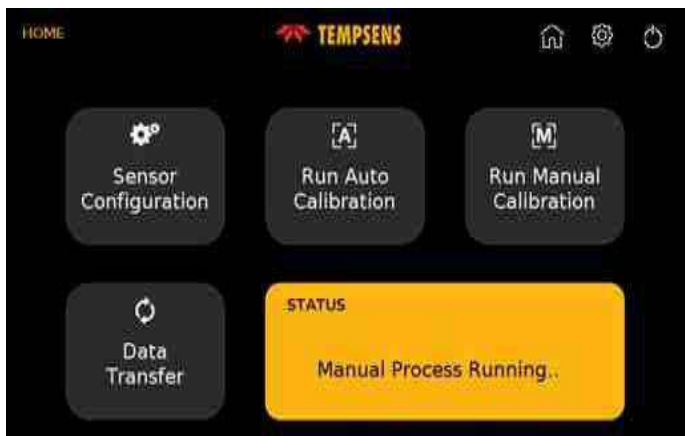 HOME
TEMPSENS
[A]
[M]
Sensor
Configuration
Run Auto
Calibration
Run Manual
Calibration
Data
Transfer
STATUS
Manual Process Running..